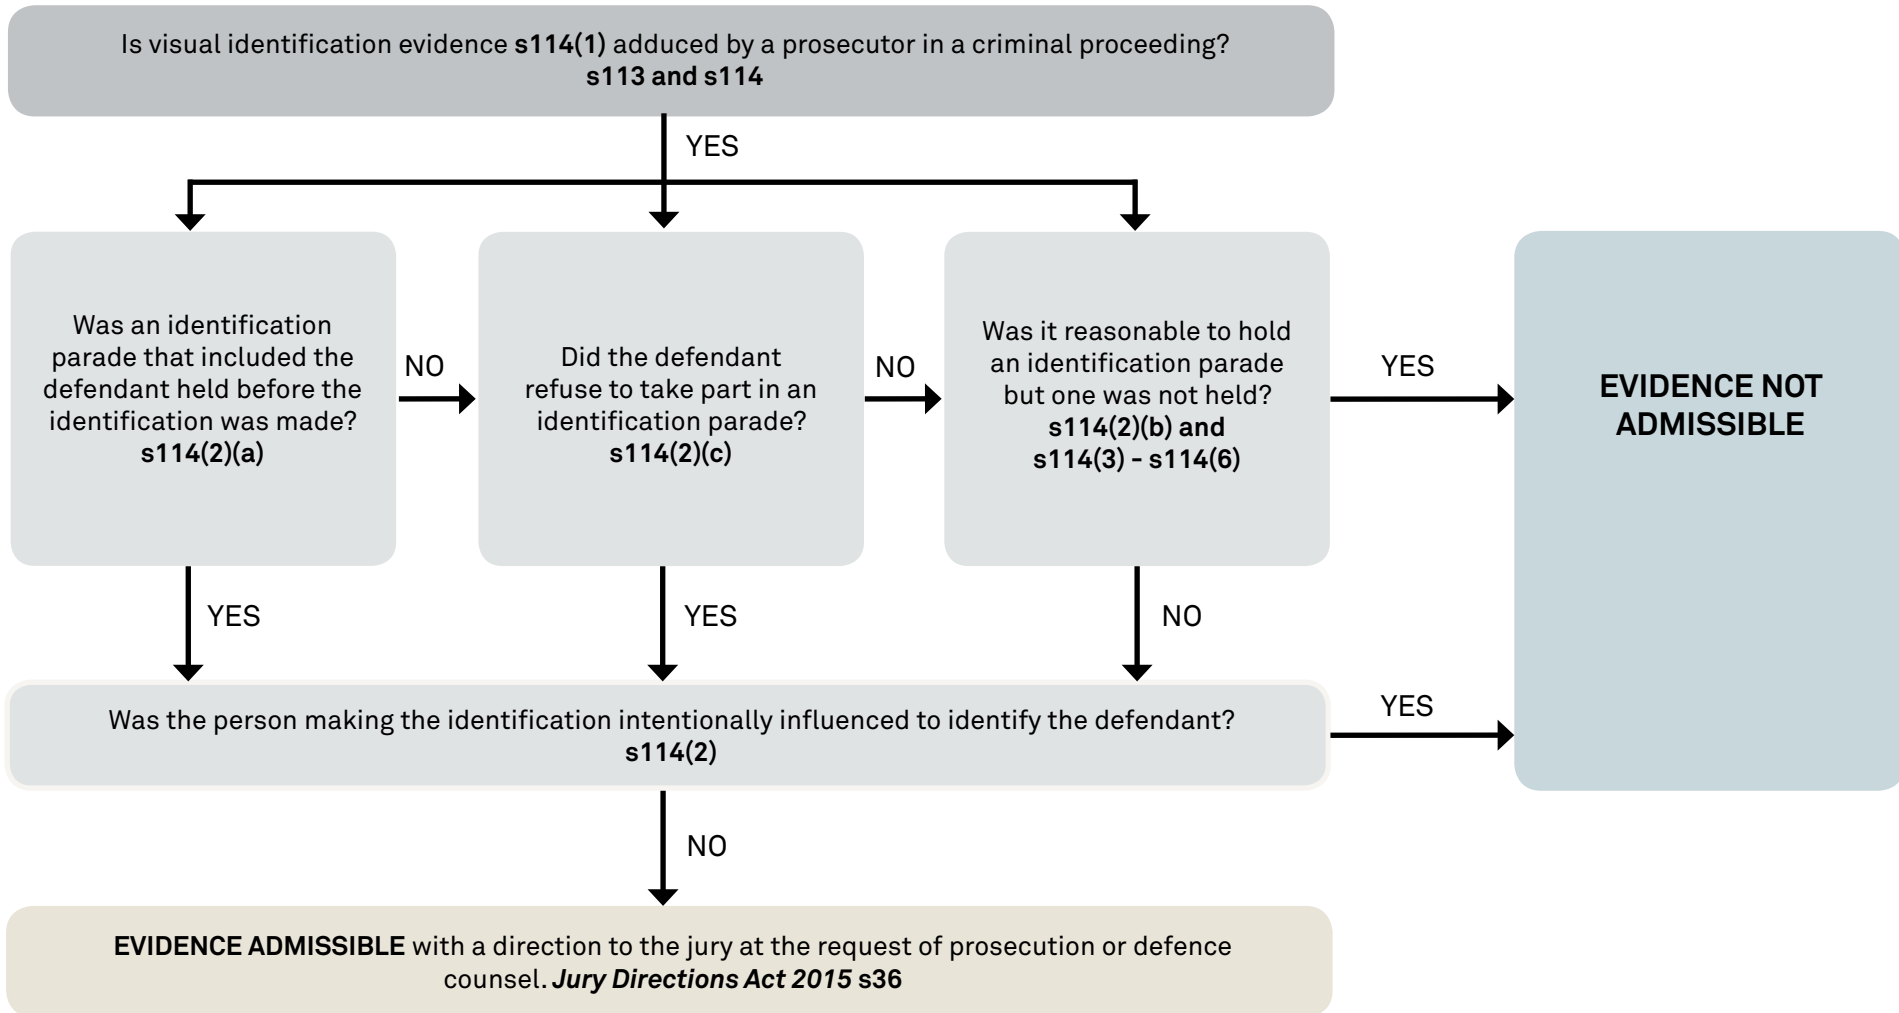 Is visual identification evidence s114(1) adduced by a prosecutor in a criminal proceeding?
s113 and s114
YES
Was an identification
parade that included the
defendant held before the
identification was made?
s114(2)(a)
NO
Did the defendant
refuse to take part in an
identification parade?
s114(2)(c)
NO
Was it reasonable to hold
an identification parade
but one was not held?
s114(2)(b) and
s114(3) - s114(6)
YES
EVIDENCE NOT
ADMISSIBLE
YES
YES
NO
Was the person making the identification intentionally influenced to identify the defendant?
s114(2)
YES
NO
EVIDENCE ADMISSIBLE with a direction to the jury at the request of prosecution or defence
counsel. Jury Directions Act 2015 s36